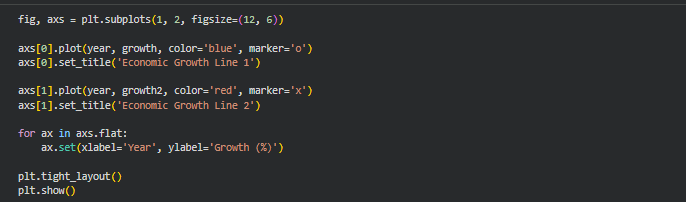 fig, axs = plt.subplots(1, 2, figsize=(12, 6))
axs[0].plot(year, growth, color='blue', marker='o')
axs[0].set_title('Economic Growth Line 1')
axs[1].plot(year, growth2, color='red', marker='x')
axs[1].set_title('Economic Growth Line 2')
for ax in axs.flat:
    ax.set(xlabel='Year', ylabel='Growth (%)')
plt.tight_layout()
plt.show()